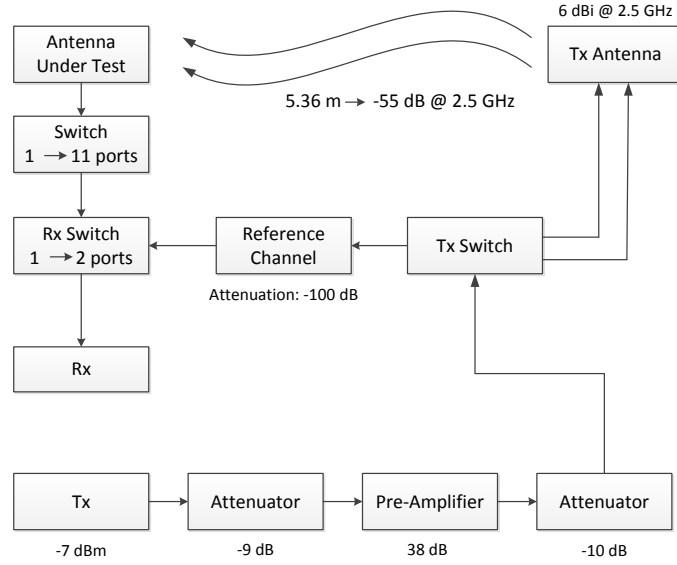 6 dBi @ 2.5 GHz
Antenna
Under Test
Tx Antenna
5.36 m → -55 dB @ 2.5 GHz
Switch
1 → 11 ports
Rx Switch
1 → 2 ports
Reference
Channel
Tx Switch
Attenuation: -100 dB
Rx
Tx
Attenuator
Pre-Amplifier
Attenuator
-7 dBm
-9 dB
38 dB
-10 dB